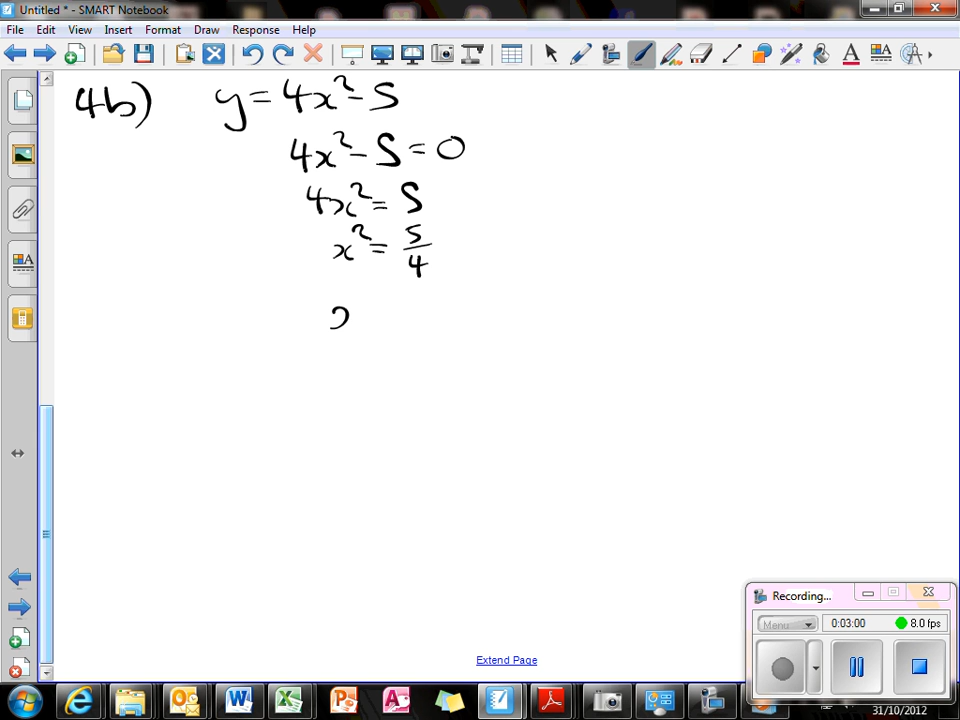 Untitled * - SMART Notebook
File Edit View Insert Format Draw Response Help
4b) y = 4x² - 5
4x² - 5 = 0
4x² = 5
x² = 5/4
Recording...
Menu 0:03:00 8.0 fps
Extend Page
31/10/2012